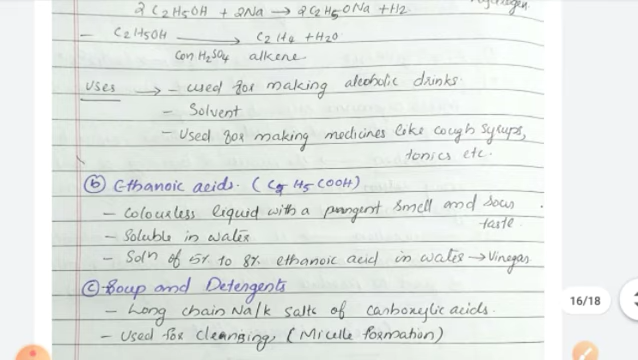 Hydrogen
2C2H5OH + 2Na → 2C2H5ONa + H2
- C2H5OH ⟶ C2H4 + H2O
Con H2SO4 alkene.
Uses → - used for making alcoholic drinks.
- Solvent
- Used for making medicines like cough syrups,
tonics etc.
(b) Ethanoic acids. (C2H5COOH)
- Colourless liquid with a pungent smell and sour
taste.
- Soluble in water
- Soln of 5% to 8% ethanoic acid in water → Vinegar
(c) Soup and Detergents
- Long chain Na/k salts of carboxylic acids.
- Used for cleansing, (Micelle formation)
16/18